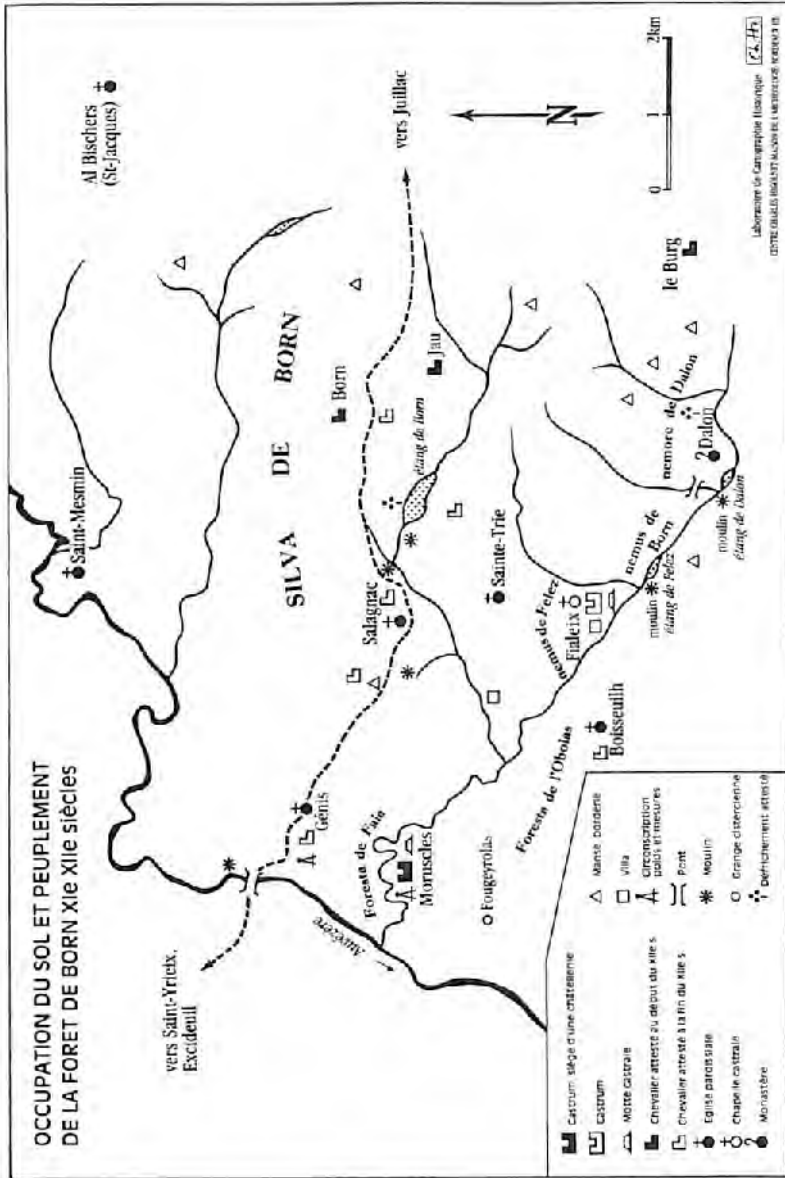 OCCUPATION DU SOL ET PEUPLEMENT
DE LA FORET DE BORN XIe XIIe siècles
Al Bischers
(St-Jacques)
Saint-Mesmin
SILVA DE BORN
vers Saint-Yrieix,
Excideuil
vers Juillac
Génis
Salagnac
Born
Jau
étang de Born
Auvézère
Foresta de Faia
Moruscles
Fougeyrolas
Foresta de l'Obolas
Sainte-Trie
nemus de Felez
Fialeix
Boisseuilh
nemus de
Born
moulin
étang de Felez
moulin
étang de Dalon
Dalon
nemore de Dalon
le Burg
N
0 1 2km
Castrum, siège d'une châtellenie
Castrum
Motte castrale
Chevalier attesté au début du XIIe s
Chevalier attesté à la fin du XIIe s
Eglise paroissiale
Chapelle castrale
Monastère
Manse, borderie
Villa
Circonscription
poids et mesures
Pont
Moulin
Grange cistercienne
Défrichement attesté
Laboratoire de Cartographie Historique